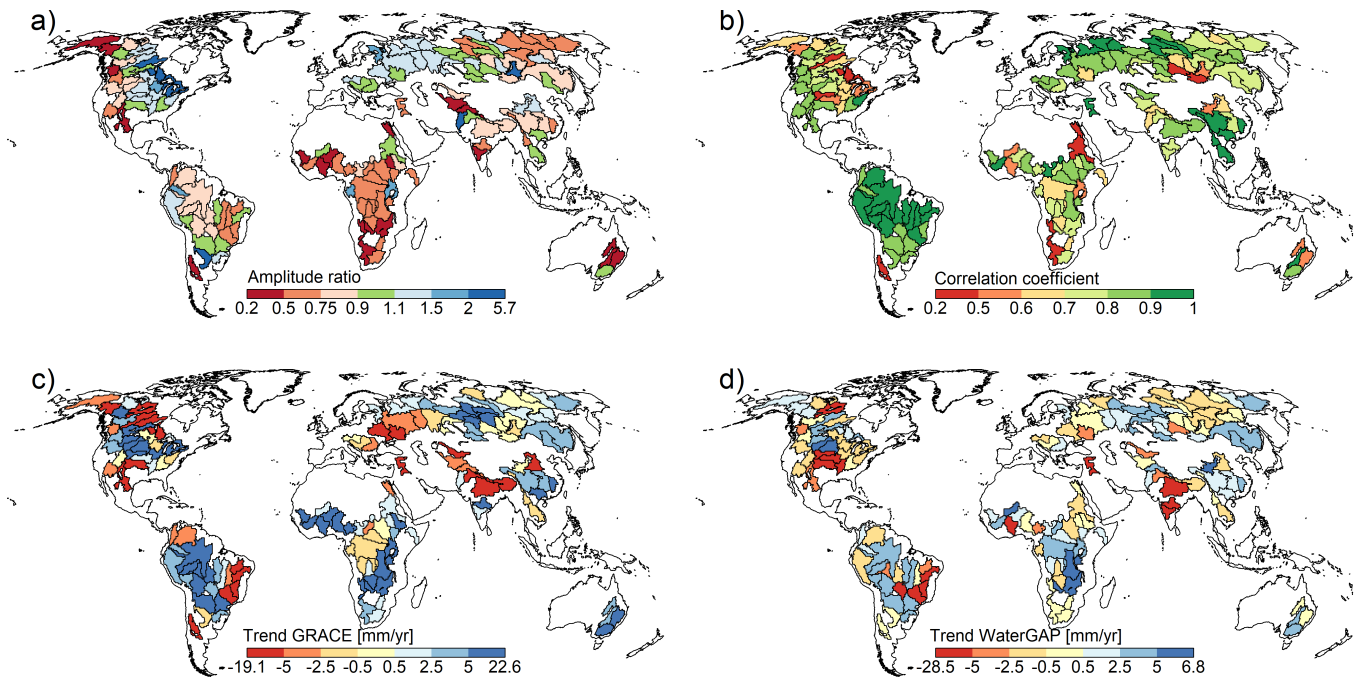 a)
b)
Amplitude ratio
0.2 0.5 0.75 0.9 1.1 1.5 2 5.7
Correlation coefficient
0.2 0.5 0.6 0.7 0.8 0.9 1
c)
d)
Trend GRACE [mm/yr]
-19.1 -5 -2.5 -0.5 0.5 2.5 5 22.6
Trend WaterGAP [mm/yr]
-28.5 -5 -2.5 -0.5 0.5 2.5 5 6.8